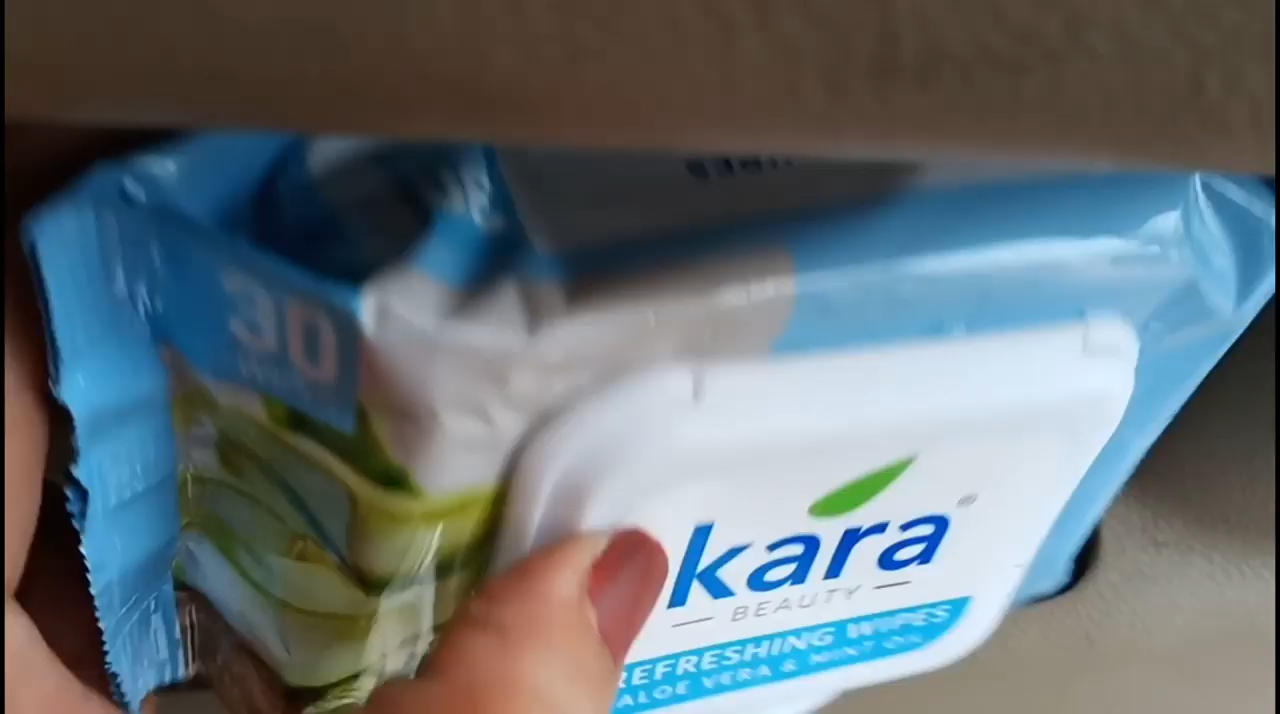 30
kara®
BEAUTY
REFRESHING WIPES
ALOE VERA & MINT OIL